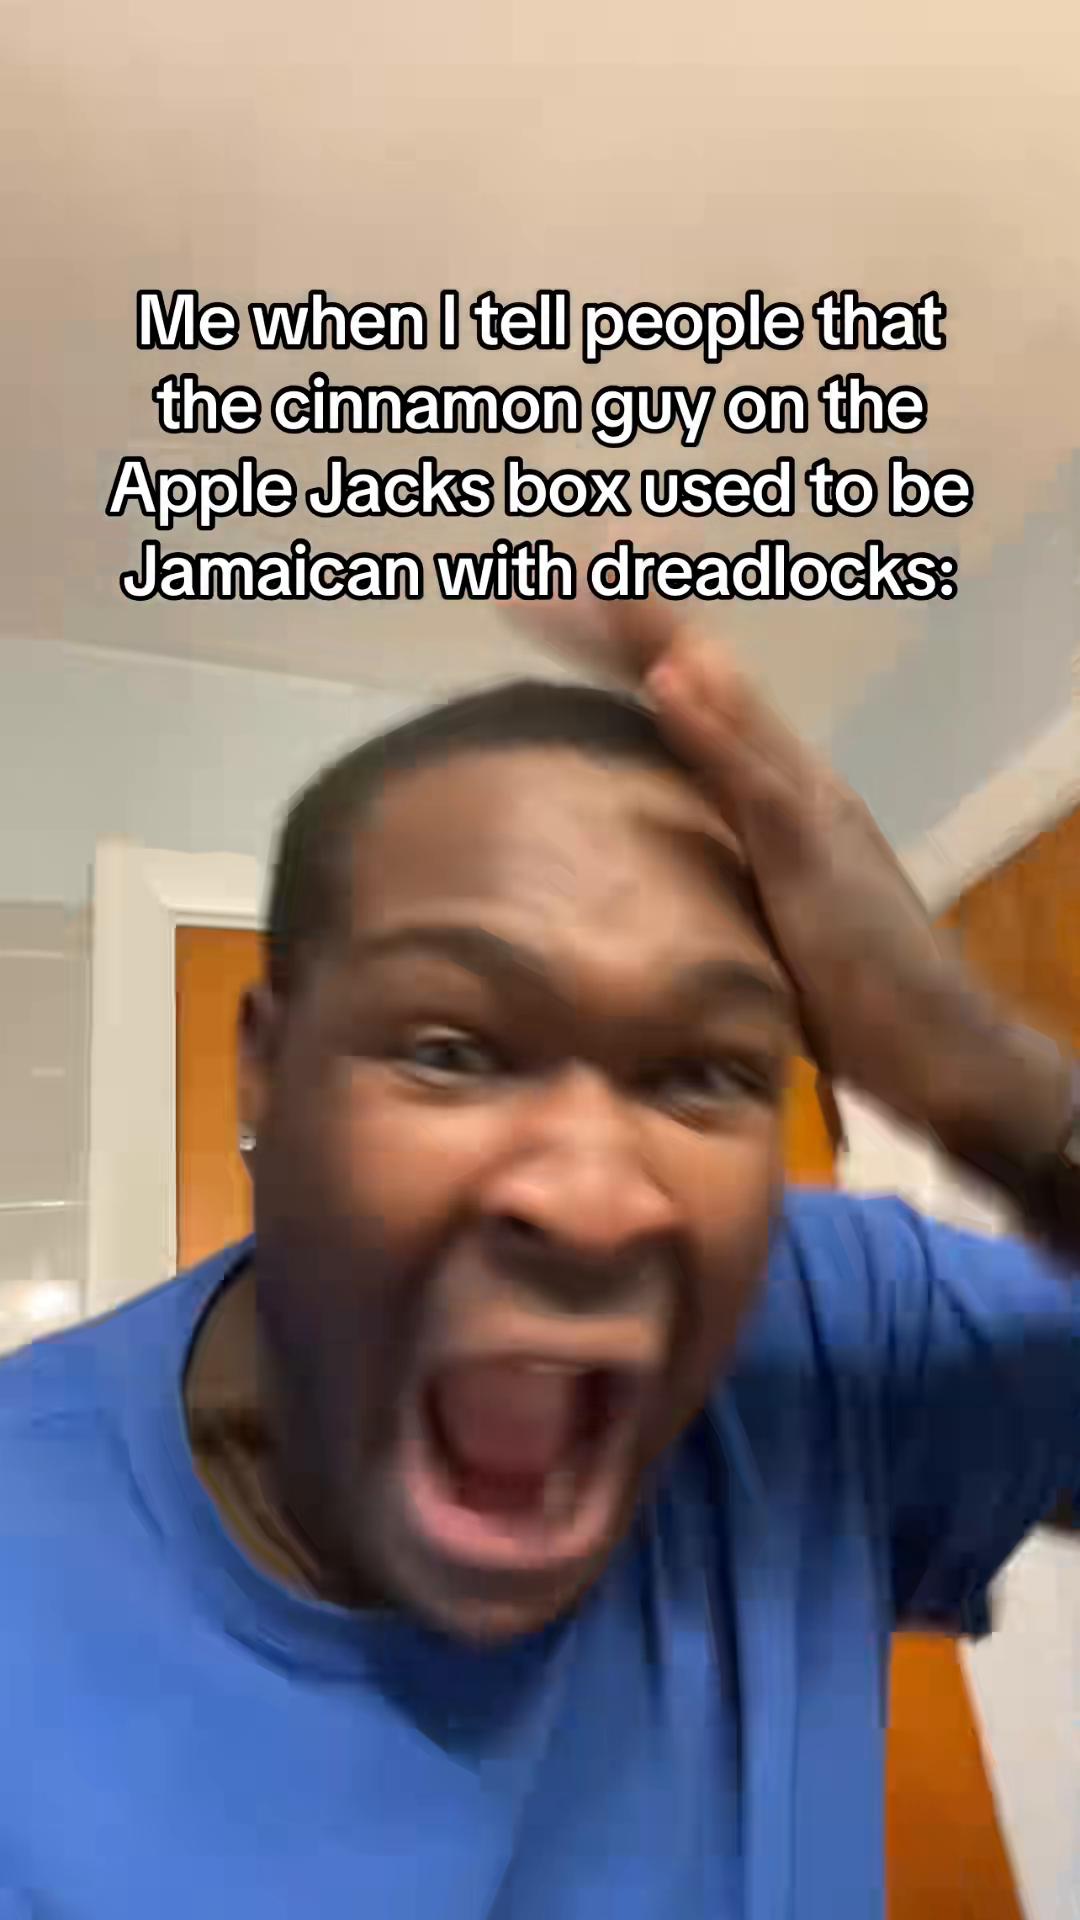 Me when I tell people that
the cinnamon guy on the
Apple Jacks box used to be
Jamaican with dreadlocks: